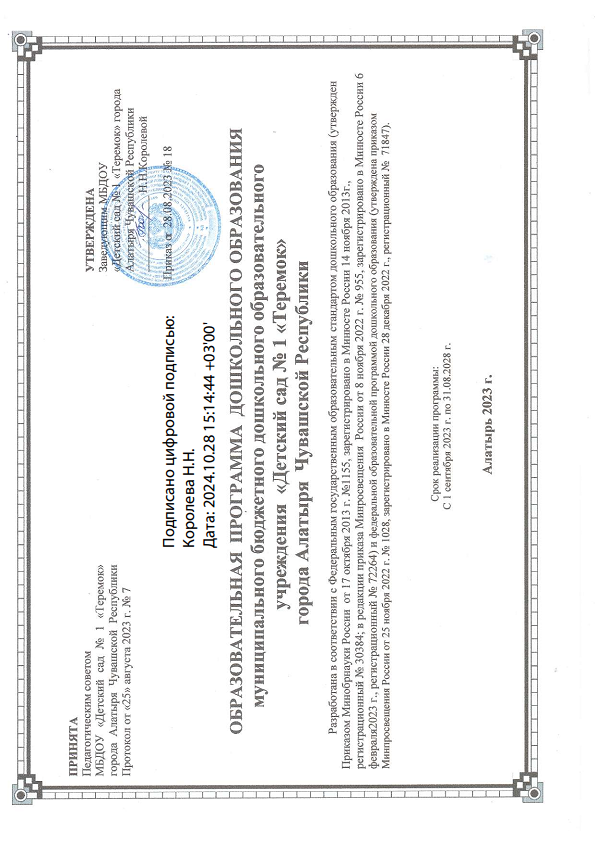 ПРИНЯТА
Педагогическим советом
МБДОУ «Детский сад № 1 «Теремок»
города Алатыря Чувашской Республики
Протокол от «25» августа 2023 г. № 7
УТВЕРЖДЕНА
Заведующим МБДОУ
«Детский сад № 1 «Теремок» города
Алатыря Чувашской Республики
Н.Н.Королевой
Приказ от 28.08.2023 № 18
Подписано цифровой подписью:
Королева Н.Н.
Дата: 2024.10.28 15:14:44 +03'00'
ОБРАЗОВАТЕЛЬНАЯ ПРОГРАММА ДОШКОЛЬНОГО ОБРАЗОВАНИЯ
муниципального бюджетного дошкольного образовательного
учреждения «Детский сад № 1 «Теремок»
города Алатыря Чувашской Республики
Разработана в соответствии с Федеральным государственным образовательным стандартом дошкольного образования (утвержден
Приказом Минобрнауки России от 17 октября 2013 г. №1155, зарегистрировано в Минюсте России 14 ноября 2013г.,
регистрационный № 30384; в редакции приказа Минпросвещения России от 8 ноября 2022 г. № 955, зарегистрировано в Минюсте России 6
февраля2023 г., регистрационный № 72264) и федеральной образовательной программой дошкольного образования (утверждена приказом
Минпросвещения России от 25 ноября 2022 г. № 1028, зарегистрировано в Минюсте России 28 декабря 2022 г., регистрационный № 71847).
Срок реализации программы:
С 1 сентября 2023 г. по 31.08.2028 г.
Алатырь 2023 г.